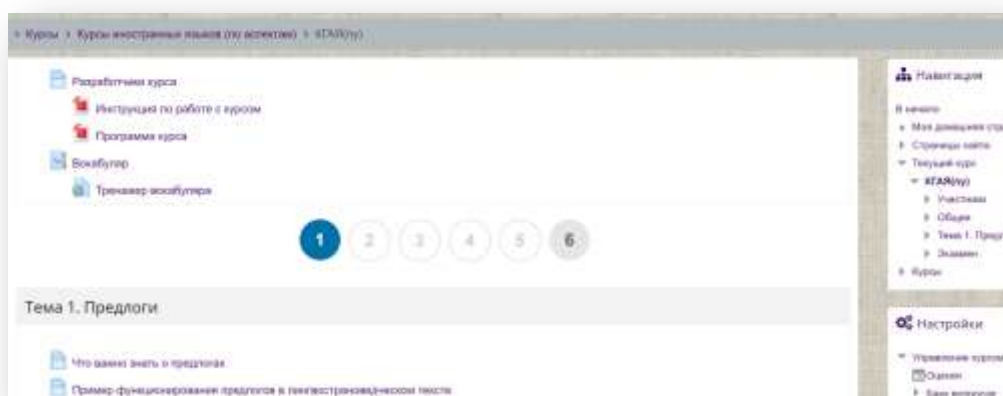 Курсы Курсы иностранных языков (по аспектам) КГАЯ(пу)
Разработчики курса
Инструкция по работе с курсом
Программа курса
Вокабуляр
Тренажер вокабуляра
1 2 3 4 5 6
Тема 1. Предлоги
Что важно знать о предлогах
Пример функционирования предлогов в лингвострановедческом тексте
Навигация
В начало
Моя домашняя стра
Страницы сайта
Текущий курс
КГАЯ(пу)
Участники
Общее
Тема 1. Предл
Экзамен
Курсы
Настройки
Управление курсом
Оценки
Банк вопросов